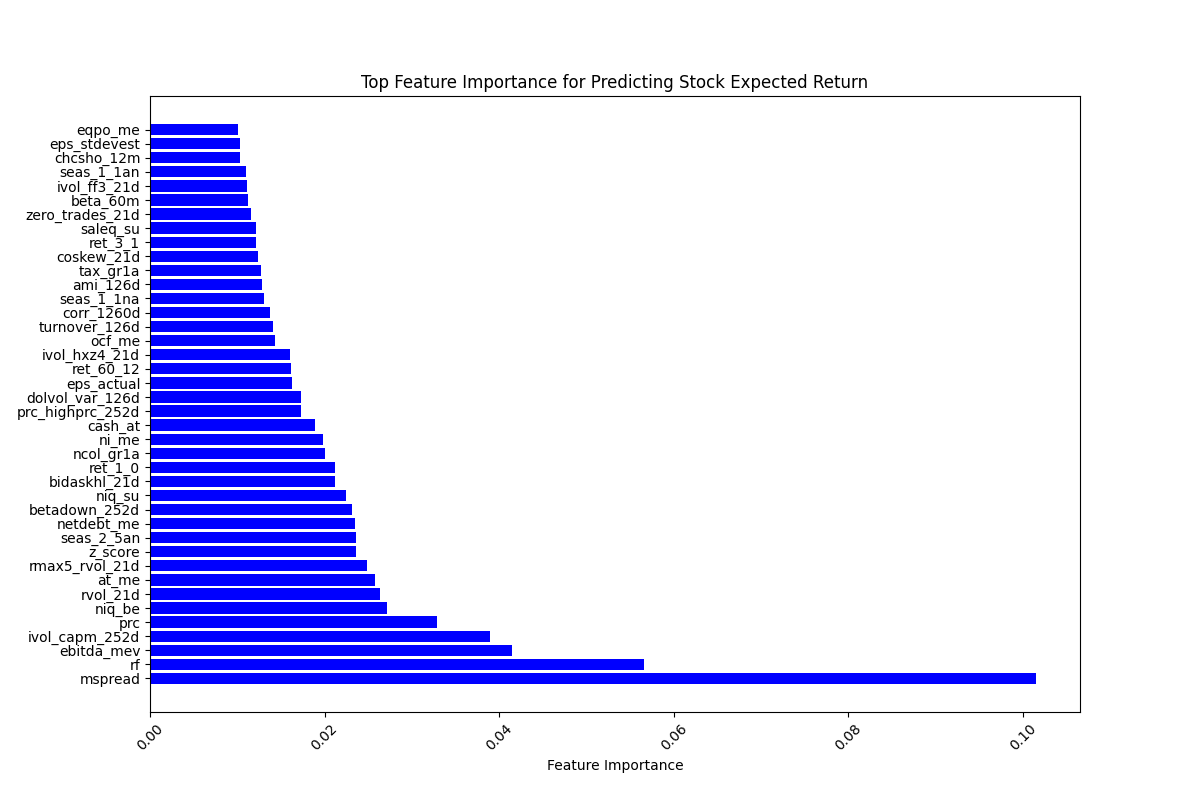 Top Feature Importance for Predicting Stock Expected Return
eqpo_me
eps_stdevest
chcsho_12m
seas_1_1an
ivol_ff3_21d
beta_60m
zero_trades_21d
saleq_su
ret_3_1
coskew_21d
tax_gr1a
ami_126d
seas_1_1na
corr_1260d
turnover_126d
ocf_me
ivol_hxz4_21d
ret_60_12
eps_actual
dolvol_var_126d
prc_highprc_252d
cash_at
ni_me
ncol_gr1a
ret_1_0
bidaskhl_21d
niq_su
betadown_252d
netdebt_me
seas_2_5an
z_score
rmax5_rvol_21d
at_me
rvol_21d
niq_be
prc
ivol_capm_252d
ebitda_mev
rf
mspread
0.00 0.02 0.04 0.06 0.08 0.10
Feature Importance